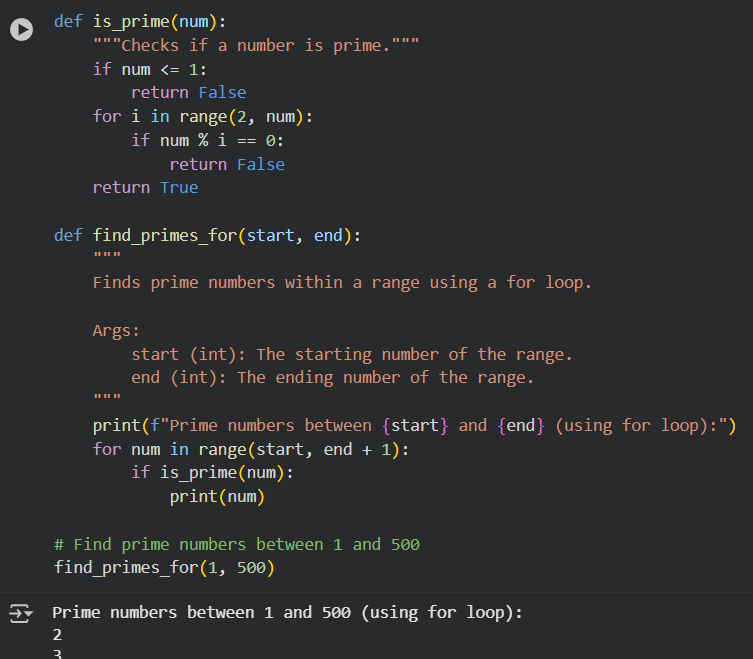 def is_prime(num):
    """Checks if a number is prime."""
    if num <= 1:
        return False
    for i in range(2, num):
        if num % i == 0:
            return False
    return True

def find_primes_for(start, end):
    """
    Finds prime numbers within a range using a for loop.

    Args:
        start (int): The starting number of the range.
        end (int): The ending number of the range.
    """
    print(f"Prime numbers between {start} and {end} (using for loop):")
    for num in range(start, end + 1):
        if is_prime(num):
            print(num)

# Find prime numbers between 1 and 500
find_primes_for(1, 500)
Prime numbers between 1 and 500 (using for loop):
2
3